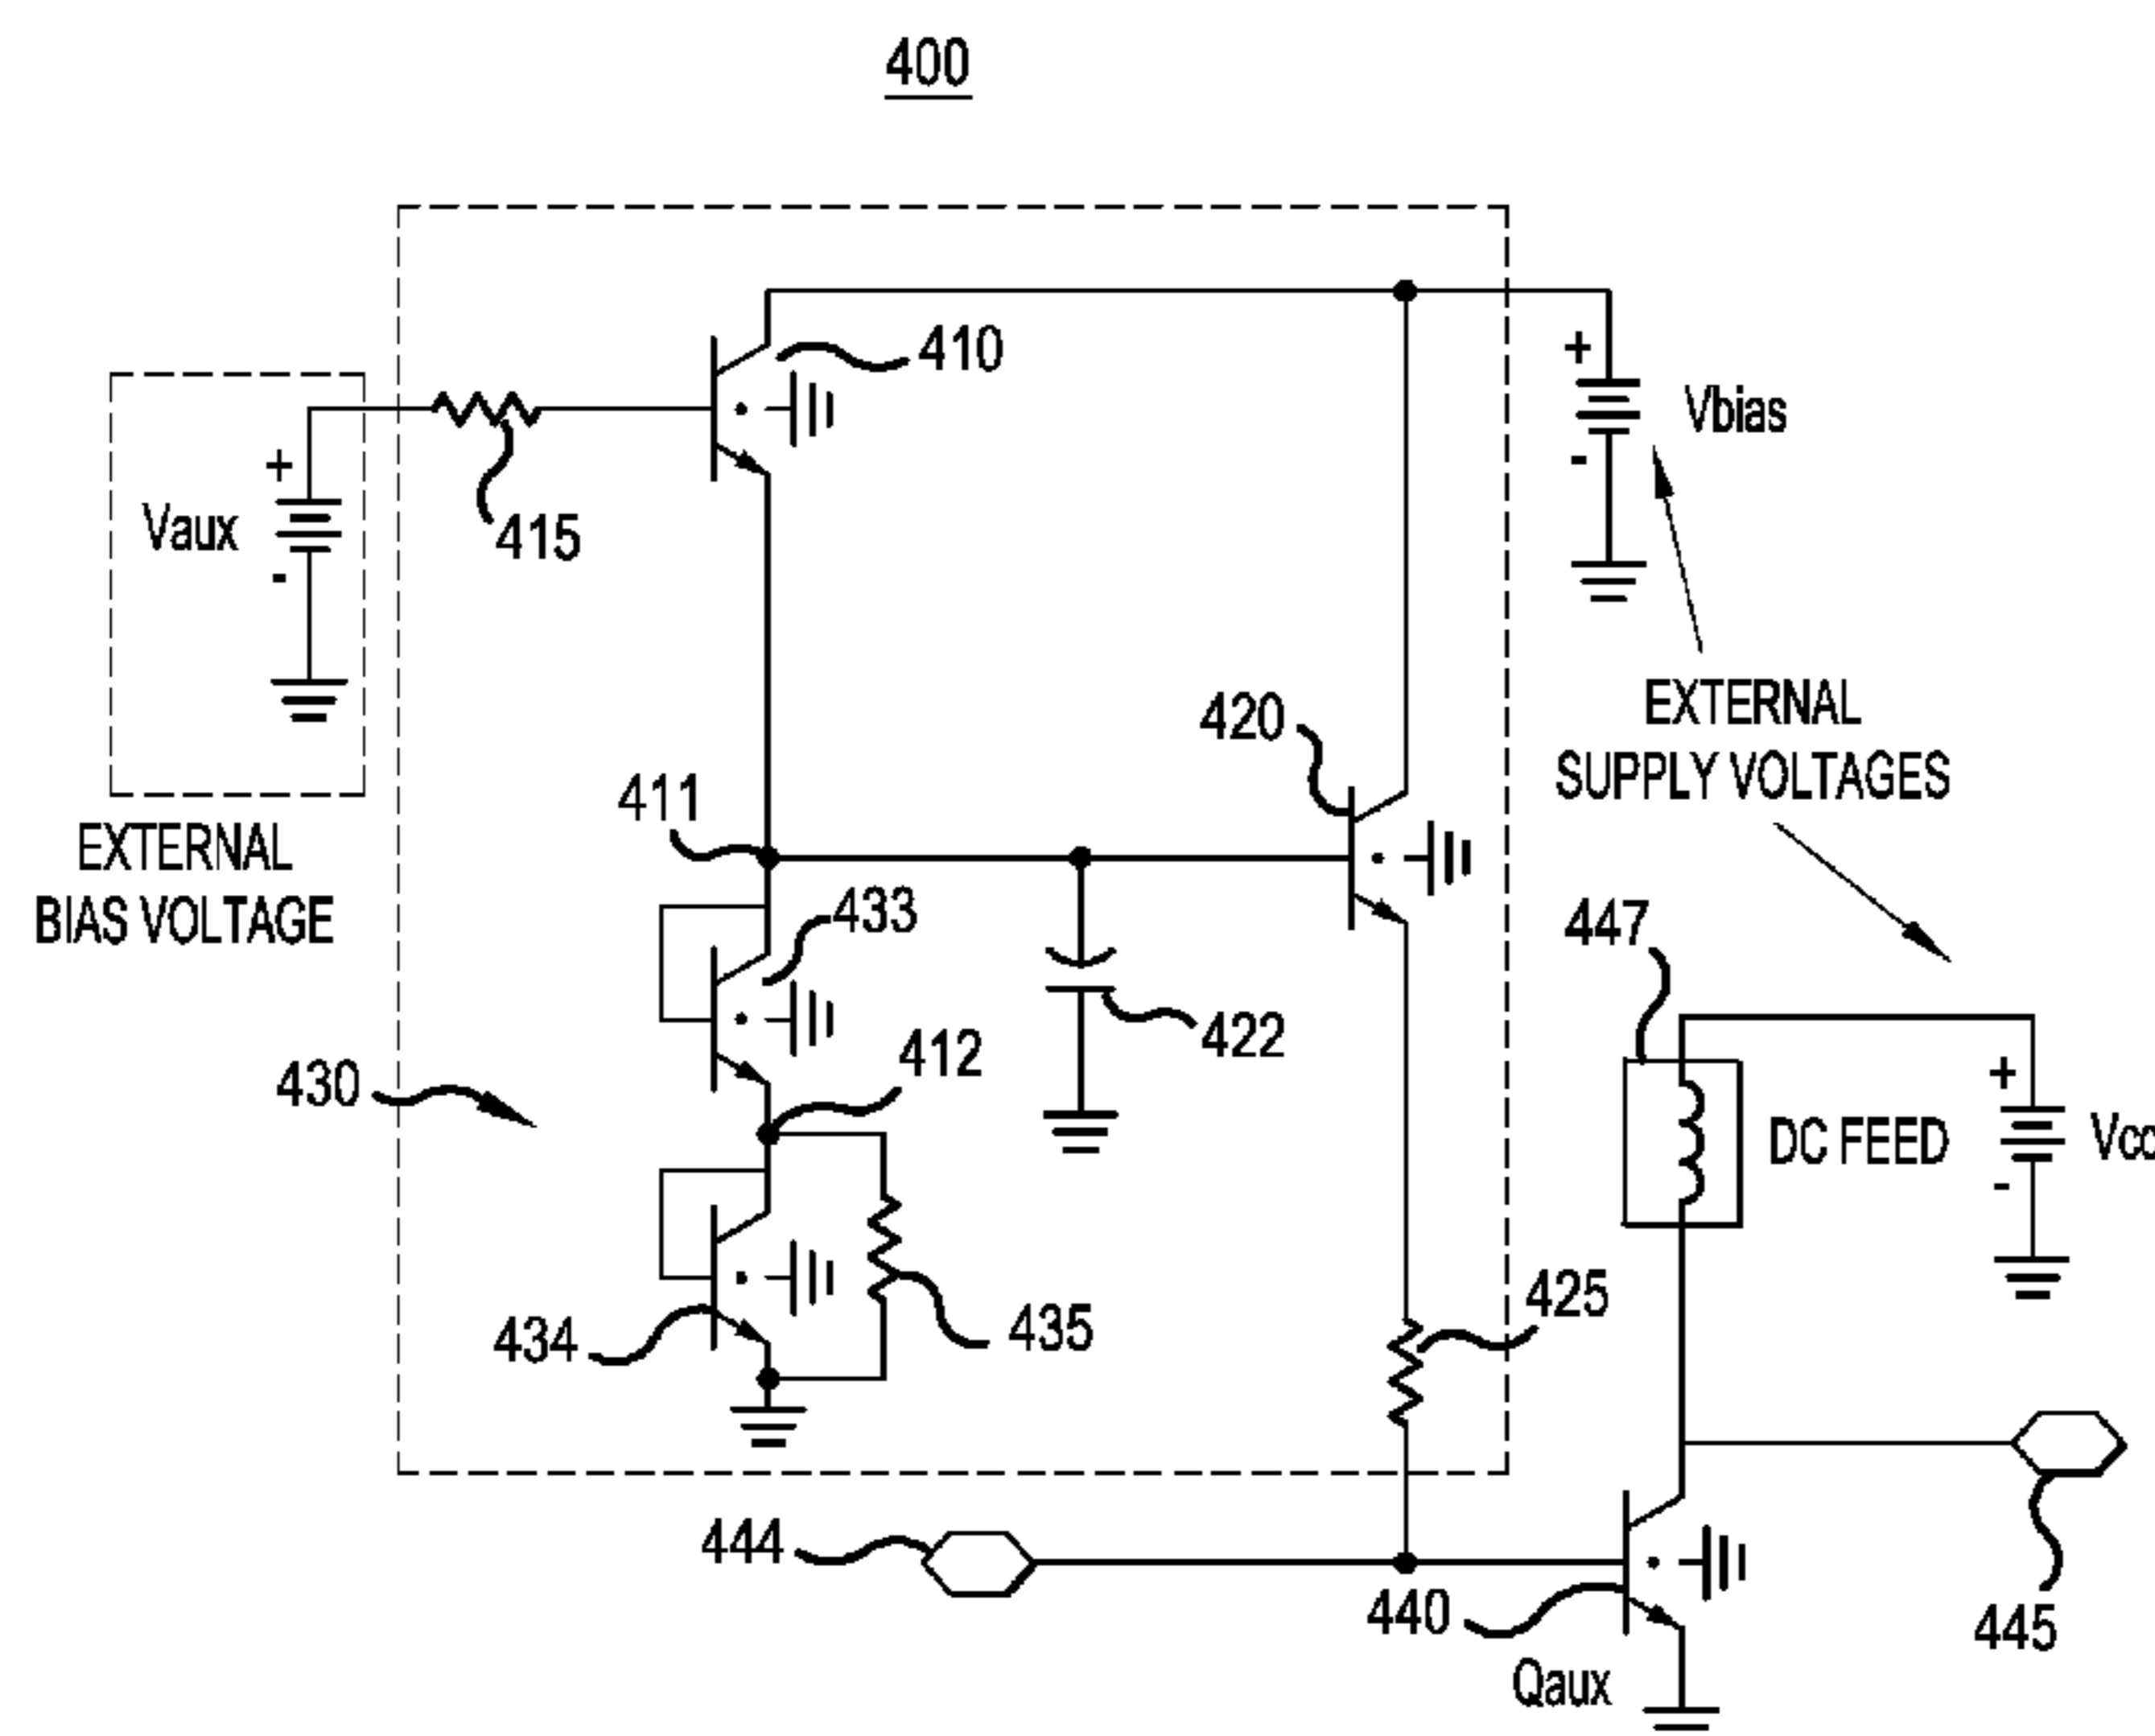 400
410
+
Vbias
-
+
Vaux
-
415
EXTERNAL
SUPPLY VOLTAGES
420
411
EXTERNAL
BIAS VOLTAGE
433
447
422
412
430
+
DC FEED
Vcc
-
425
434
435
444
440
445
Qaux